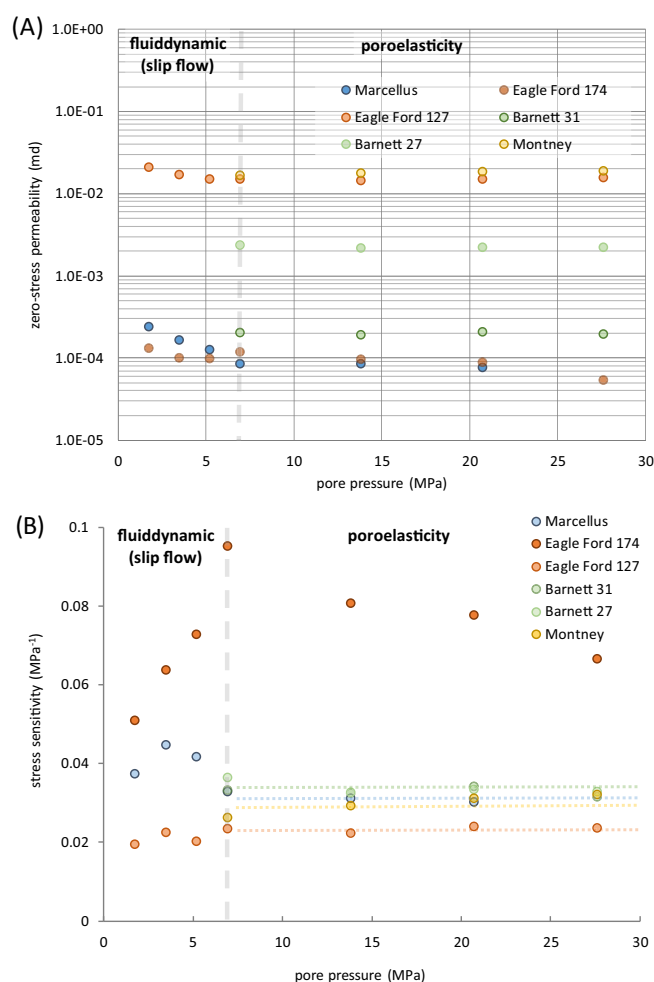 (A)
1.0E+00
1.0E-01
1.0E-02
1.0E-03
1.0E-04
1.0E-05
zero-stress permeability (md)
fluiddynamic
(slip flow)
poroelasticity
Marcellus
Eagle Ford 174
Eagle Ford 127
Barnett 31
Barnett 27
Montney
0 5 10 15 20 25 30
pore pressure (MPa)
(B)
0.1
0.08
0.06
0.04
0.02
0
stress sensitivity (MPa⁻¹)
fluiddynamic
(slip flow)
poroelasticity
Marcellus
Eagle Ford 174
Eagle Ford 127
Barnett 31
Barnett 27
Montney
0 5 10 15 20 25 30
pore pressure (MPa)